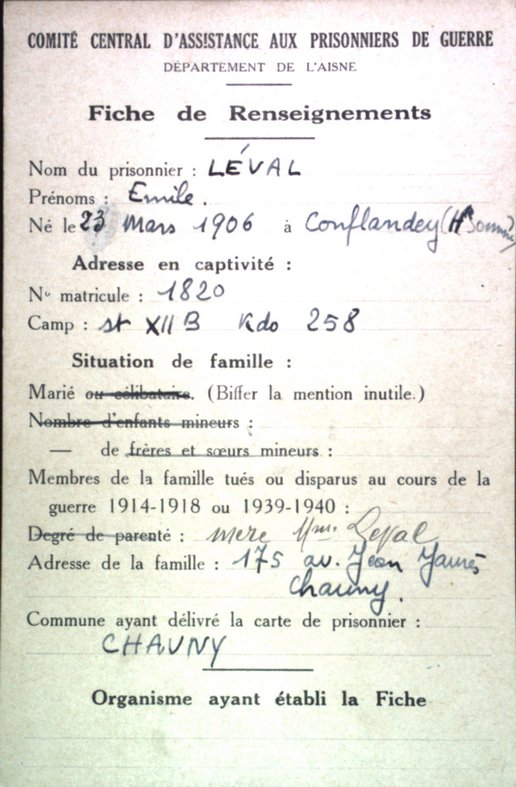 COMITÉ CENTRAL D'ASSISTANCE AUX PRISONNIERS DE GUERRE
DÉPARTEMENT DE L'AISNE
Fiche de Renseignements
Nom du prisonnier : LÉVAL
Prénoms : Emile.
Né le 23 Mars 1906 à Conflandey (Hte
Adresse en captivité :
No matricule : 1820
Camp : st XII B Kdo 258
Situation de famille :
Marié ou célibataire. (Biffer la mention inutile.)
Nombre d'enfants mineurs :
— de frères et sœurs mineurs :
Membres de la famille tués ou disparus au cours de la
guerre 1914-1918 ou 1939-1940 :
Degré de parenté : mère Mme Leval
Adresse de la famille : 175 av. Jean Jaurès
Chauny.
Commune ayant délivré la carte de prisonnier :
CHAUNY
Organisme ayant établi la Fiche